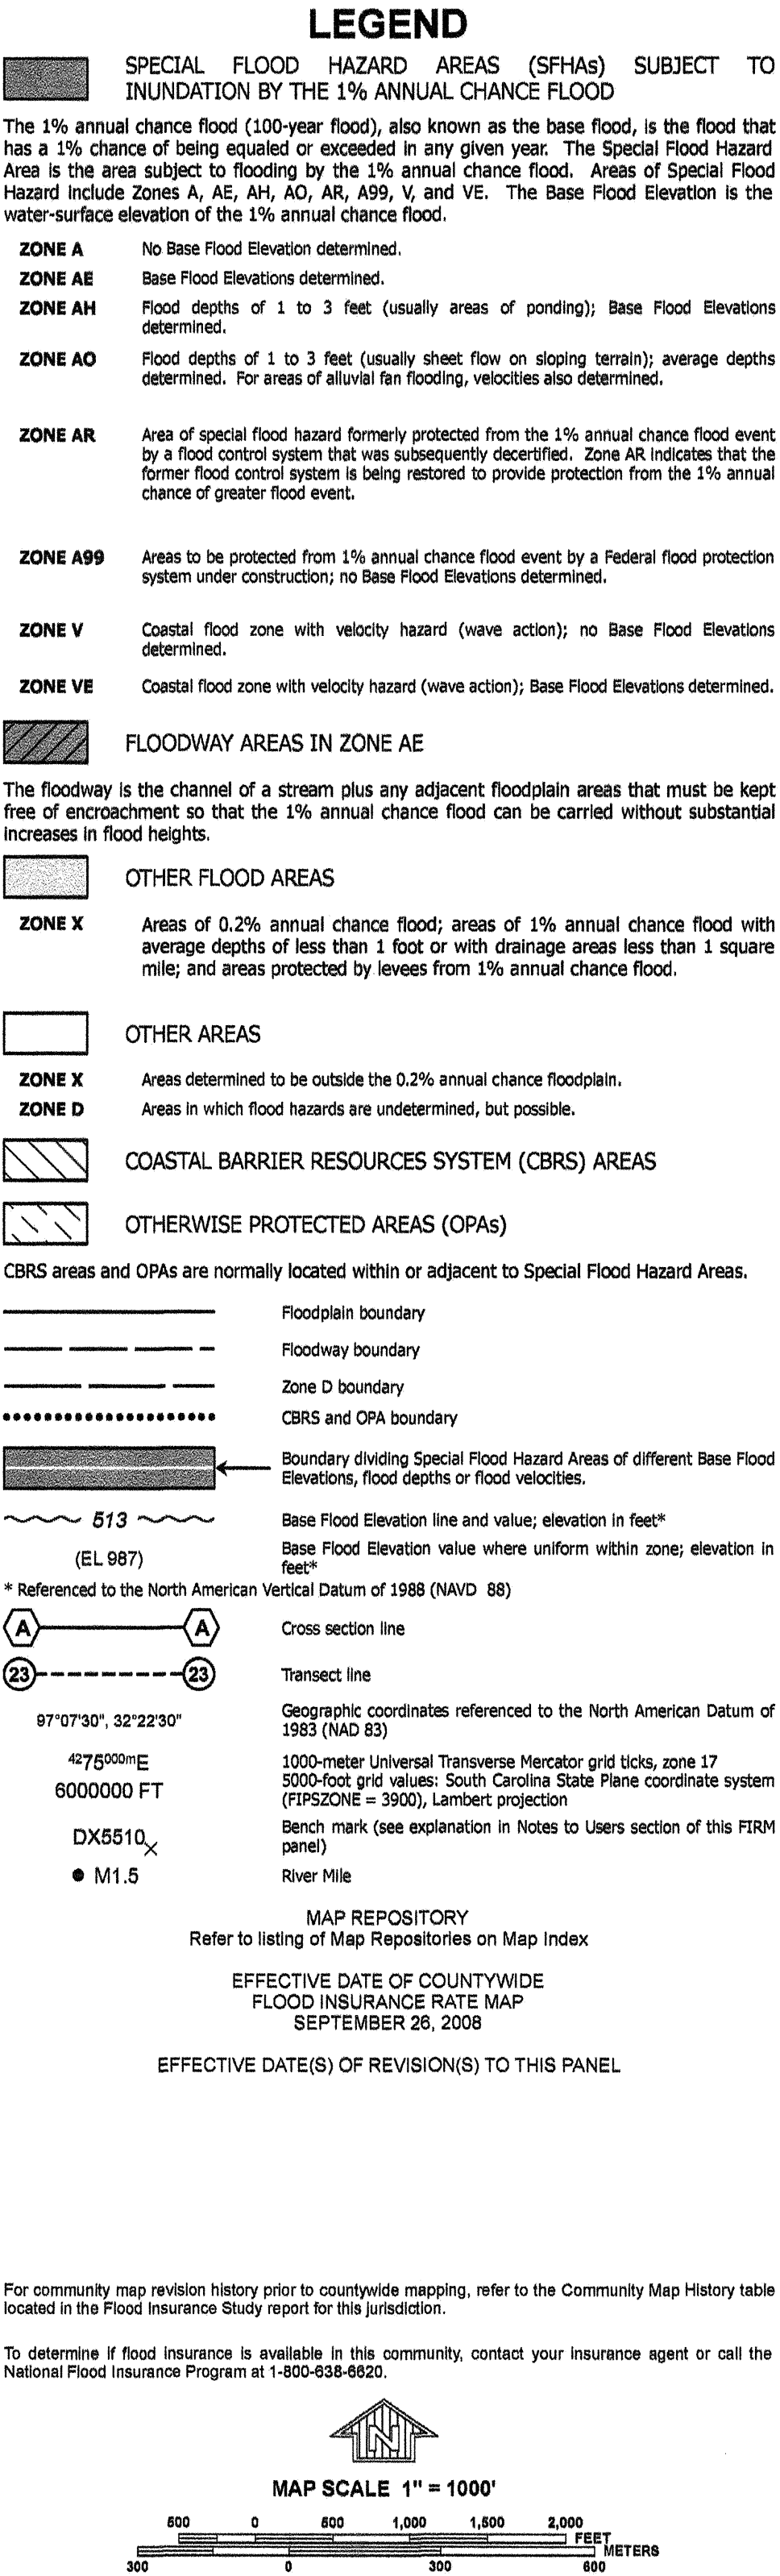 LEGEND
SPECIAL FLOOD HAZARD AREAS (SFHAs) SUBJECT TO
INUNDATION BY THE 1% ANNUAL CHANCE FLOOD
The 1% annual chance flood (100-year flood), also known as the base flood, is the flood that
has a 1% chance of being equaled or exceeded in any given year. The Special Flood Hazard
Area is the area subject to flooding by the 1% annual chance flood. Areas of Special Flood
Hazard include Zones A, AE, AH, AO, AR, A99, V, and VE. The Base Flood Elevation is the
water-surface elevation of the 1% annual chance flood.
ZONE A No Base Flood Elevation determined.
ZONE AE Base Flood Elevations determined.
ZONE AH Flood depths of 1 to 3 feet (usually areas of ponding); Base Flood Elevations
determined.
ZONE AO Flood depths of 1 to 3 feet (usually sheet flow on sloping terrain); average depths
determined. For areas of alluvial fan flooding, velocities also determined.
ZONE AR Area of special flood hazard formerly protected from the 1% annual chance flood event
by a flood control system that was subsequently decertified. Zone AR indicates that the
former flood control system is being restored to provide protection from the 1% annual
chance of greater flood event.
ZONE A99 Areas to be protected from 1% annual chance flood event by a Federal flood protection
system under construction; no Base Flood Elevations determined.
ZONE V Coastal flood zone with velocity hazard (wave action); no Base Flood Elevations
determined.
ZONE VE Coastal flood zone with velocity hazard (wave action); Base Flood Elevations determined.
FLOODWAY AREAS IN ZONE AE
The floodway is the channel of a stream plus any adjacent floodplain areas that must be kept
free of encroachment so that the 1% annual chance flood can be carried without substantial
increases in flood heights.
OTHER FLOOD AREAS
ZONE X Areas of 0.2% annual chance flood; areas of 1% annual chance flood with
average depths of less than 1 foot or with drainage areas less than 1 square
mile; and areas protected by levees from 1% annual chance flood.
OTHER AREAS
ZONE X Areas determined to be outside the 0.2% annual chance floodplain.
ZONE D Areas in which flood hazards are undetermined, but possible.
COASTAL BARRIER RESOURCES SYSTEM (CBRS) AREAS
OTHERWISE PROTECTED AREAS (OPAs)
CBRS areas and OPAs are normally located within or adjacent to Special Flood Hazard Areas.
Floodplain boundary
Floodway boundary
Zone D boundary
CBRS and OPA boundary
Boundary dividing Special Flood Hazard Areas of different Base Flood
Elevations, flood depths or flood velocities.
513 Base Flood Elevation line and value; elevation in feet*
(EL 987) Base Flood Elevation value where uniform within zone; elevation in
feet*
* Referenced to the North American Vertical Datum of 1988 (NAVD 88)
A A Cross section line
23 23 Transect line
97°07'30", 32°22'30" Geographic coordinates referenced to the North American Datum of
1983 (NAD 83)
4275000mE 1000-meter Universal Transverse Mercator grid ticks, zone 17
6000000 FT 5000-foot grid values: South Carolina State Plane coordinate system
(FIPSZONE = 3900), Lambert projection
DX5510 Bench mark (see explanation in Notes to Users section of this FIRM
panel)
M1.5 River Mile
MAP REPOSITORY
Refer to listing of Map Repositories on Map Index
EFFECTIVE DATE OF COUNTYWIDE
FLOOD INSURANCE RATE MAP
SEPTEMBER 26, 2008
EFFECTIVE DATE(S) OF REVISION(S) TO THIS PANEL
For community map revision history prior to countywide mapping, refer to the Community Map History table
located in the Flood Insurance Study report for this jurisdiction.
To determine if flood insurance is available in this community, contact your insurance agent or call the
National Flood Insurance Program at 1-800-638-6620.
N
MAP SCALE 1" = 1000'
500 0 500 1,000 1,500 2,000
FEET
METERS
300 0 300 600